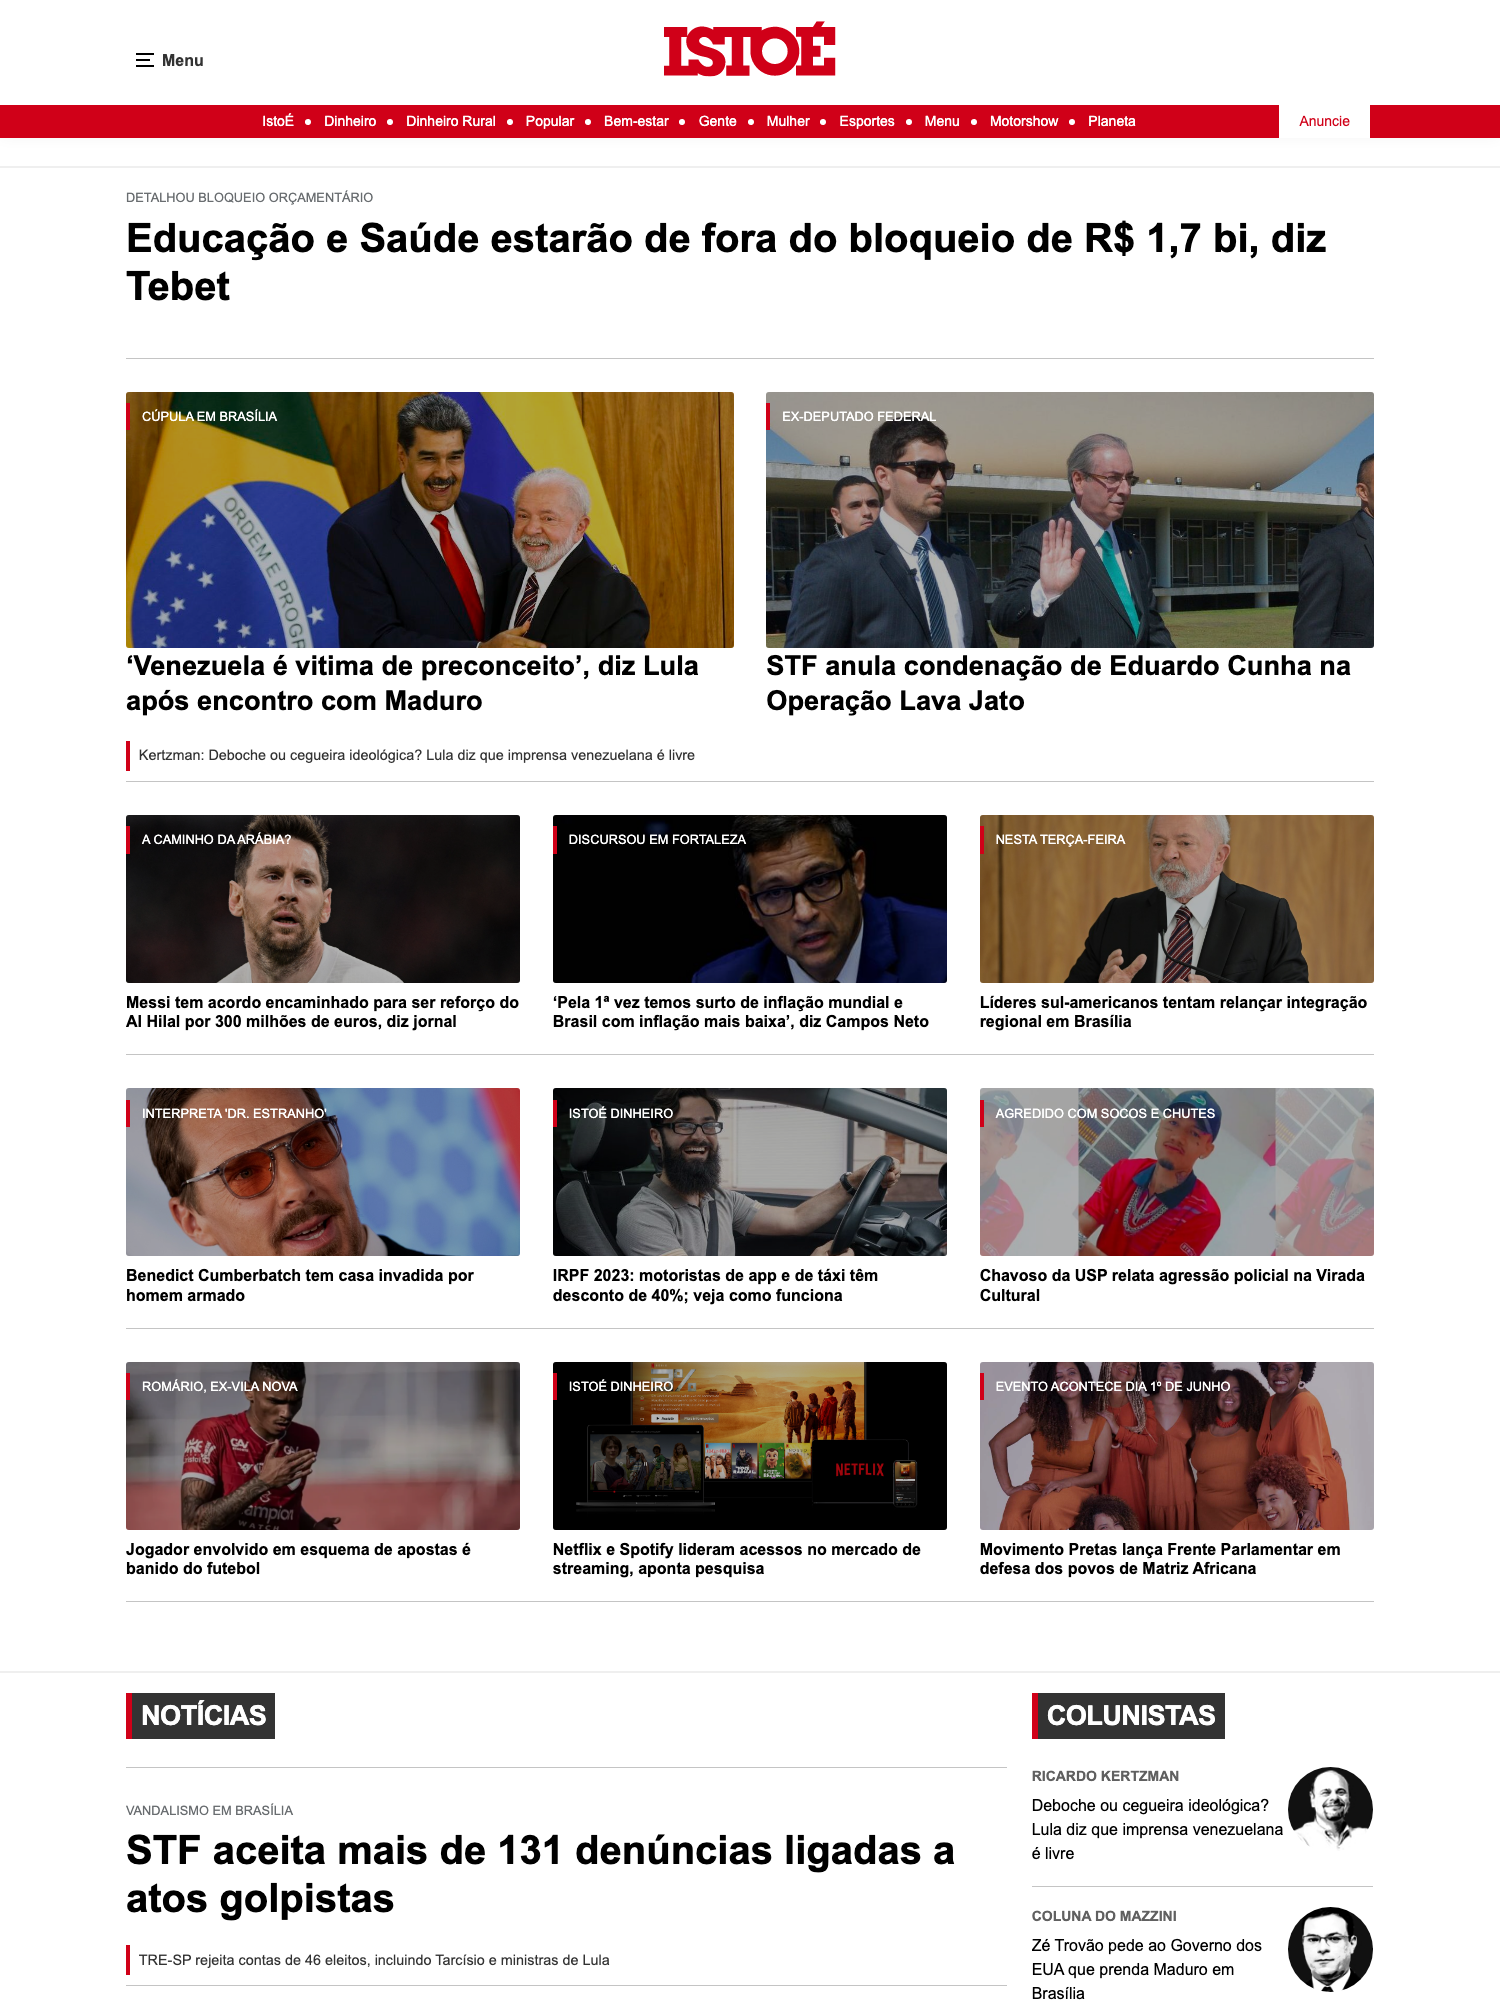 Menu
ISTOÉ
IstoÉ • Dinheiro • Dinheiro Rural • Popular • Bem-estar • Gente • Mulher • Esportes • Menu • Motorshow • Planeta
Anuncie
DETALHOU BLOQUEIO ORÇAMENTÁRIO
Educação e Saúde estarão de fora do bloqueio de R$ 1,7 bi, diz
Tebet
CÚPULA EM BRASÍLIA
ORDEM E PROGR
‘Venezuela é vitima de preconceito’, diz Lula
após encontro com Maduro
Kertzman: Deboche ou cegueira ideológica? Lula diz que imprensa venezuelana é livre
EX-DEPUTADO FEDERAL
STF anula condenação de Eduardo Cunha na
Operação Lava Jato
A CAMINHO DA ARÁBIA?
Messi tem acordo encaminhado para ser reforço do
Al Hilal por 300 milhões de euros, diz jornal
DISCURSOU EM FORTALEZA
‘Pela 1ª vez temos surto de inflação mundial e
Brasil com inflação mais baixa’, diz Campos Neto
NESTA TERÇA-FEIRA
Líderes sul-americanos tentam relançar integração
regional em Brasília
INTERPRETA 'DR. ESTRANHO'
Benedict Cumberbatch tem casa invadida por
homem armado
ISTOÉ DINHEIRO
IRPF 2023: motoristas de app e de táxi têm
desconto de 40%; veja como funciona
AGREDIDO COM SOCOS E CHUTES
Chavoso da USP relata agressão policial na Virada
Cultural
ROMÁRIO, EX-VILA NOVA
Jogador envolvido em esquema de apostas é
banido do futebol
ISTOÉ DINHEIRO
3%
NETFLIX
Netflix e Spotify lideram acessos no mercado de
streaming, aponta pesquisa
EVENTO ACONTECE DIA 1º DE JUNHO
Movimento Pretas lança Frente Parlamentar em
defesa dos povos de Matriz Africana
NOTÍCIAS
VANDALISMO EM BRASÍLIA
STF aceita mais de 131 denúncias ligadas a
atos golpistas
TRE-SP rejeita contas de 46 eleitos, incluindo Tarcísio e ministras de Lula
COLUNISTAS
RICARDO KERTZMAN
Deboche ou cegueira ideológica?
Lula diz que imprensa venezuelana
é livre
COLUNA DO MAZZINI
Zé Trovão pede ao Governo dos
EUA que prenda Maduro em
Brasília